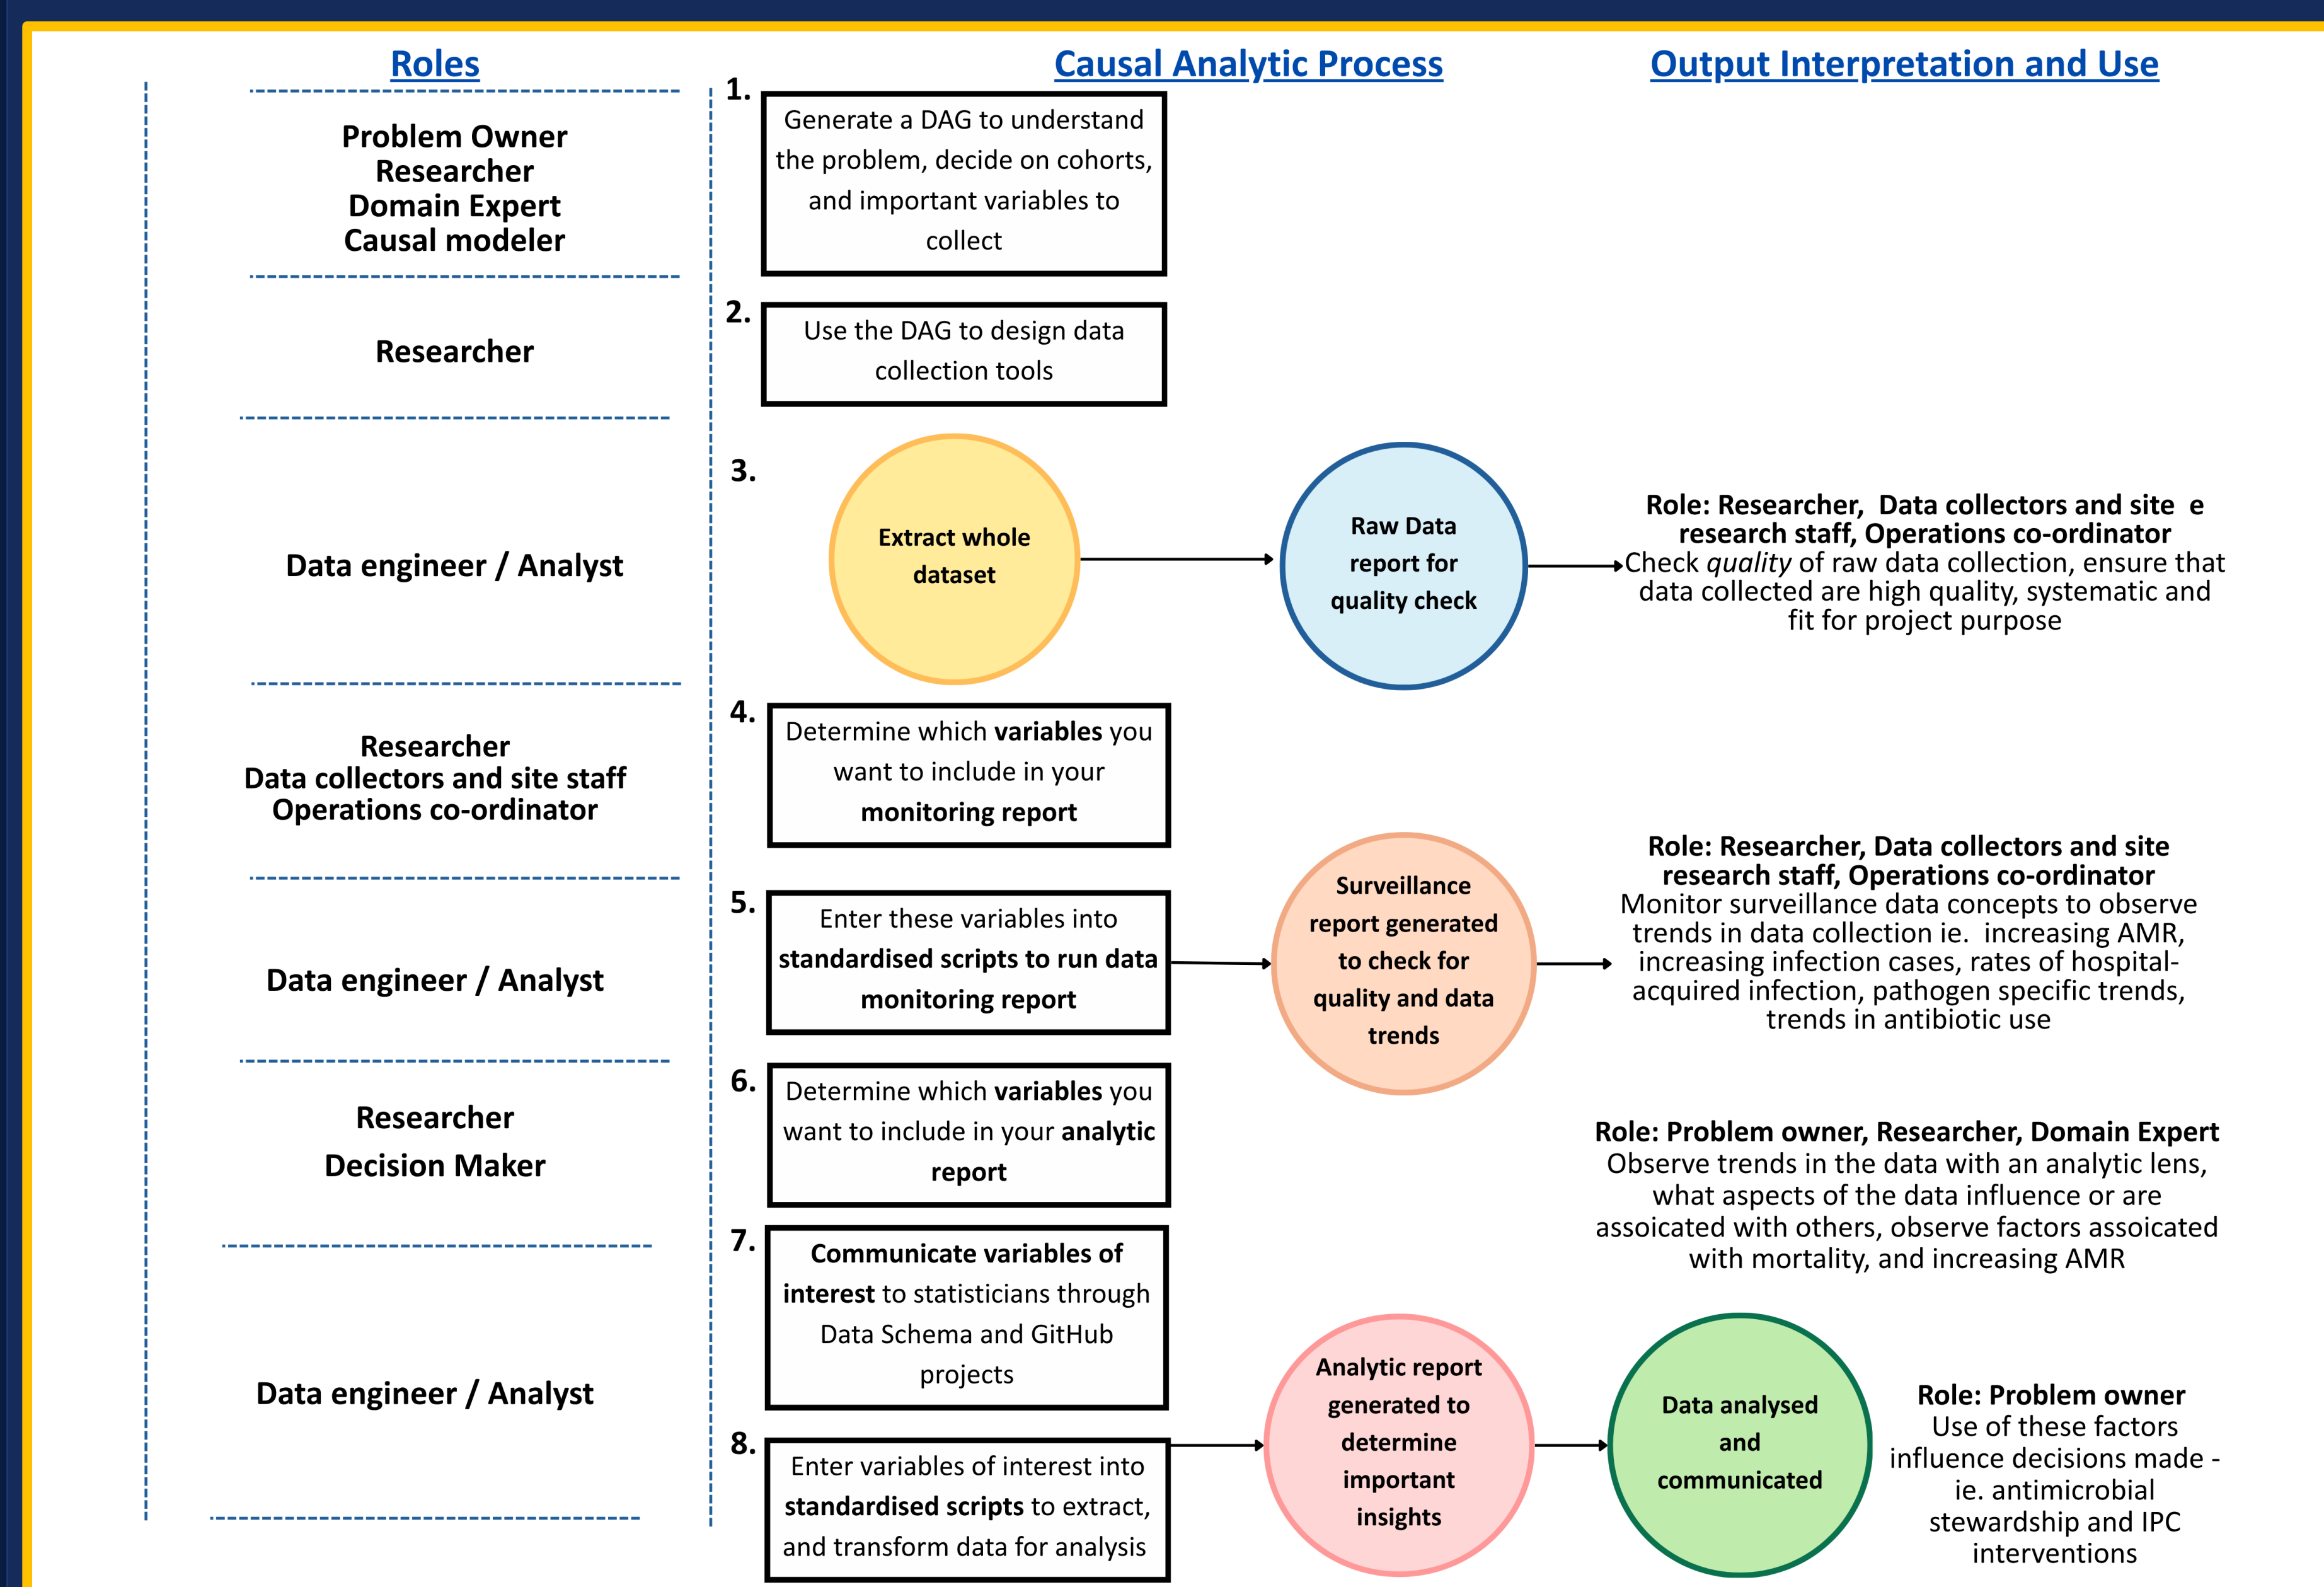 Roles
Causal Analytic Process
Output Interpretation and Use
Problem Owner
Researcher
Domain Expert
Causal modeler
1.
Generate a DAG to understand
the problem, decide on cohorts,
and important variables to
collect
Researcher
2.
Use the DAG to design data
collection tools
Data engineer / Analyst
3.
Extract whole
dataset
Raw Data
report for
quality check
Role: Researcher,  Data collectors and site  e
research staff, Operations co-ordinator
Check quality of raw data collection, ensure that
data collected are high quality, systematic and
fit for project purpose
Researcher
Data collectors and site staff
Operations co-ordinator
4.
Determine which variables you
want to include in your
monitoring report
Data engineer / Analyst
5.
Enter these variables into
standardised scripts to run data
monitoring report
Surveillance
report generated
to check for
quality and data
trends
Role: Researcher, Data collectors and site
research staff, Operations co-ordinator
Monitor surveillance data concepts to observe
trends in data collection ie.  increasing AMR,
increasing infection cases, rates of hospital-
acquired infection, pathogen specific trends,
trends in antibiotic use
Researcher
Decision Maker
6.
Determine which variables you
want to include in your analytic
report
Role: Problem owner, Researcher, Domain Expert
Observe trends in the data with an analytic lens,
what aspects of the data influence or are
assoicated with others, observe factors assoicated
with mortality, and increasing AMR
Data engineer / Analyst
7.
Communicate variables of
interest to statisticians through
Data Schema and GitHub
projects
8.
Enter variables of interest into
standardised scripts to extract,
and transform data for analysis
Analytic report
generated to
determine
important
insights
Data analysed
and
communicated
Role: Problem owner
Use of these factors
influence decisions made -
ie. antimicrobial
stewardship and IPC
interventions